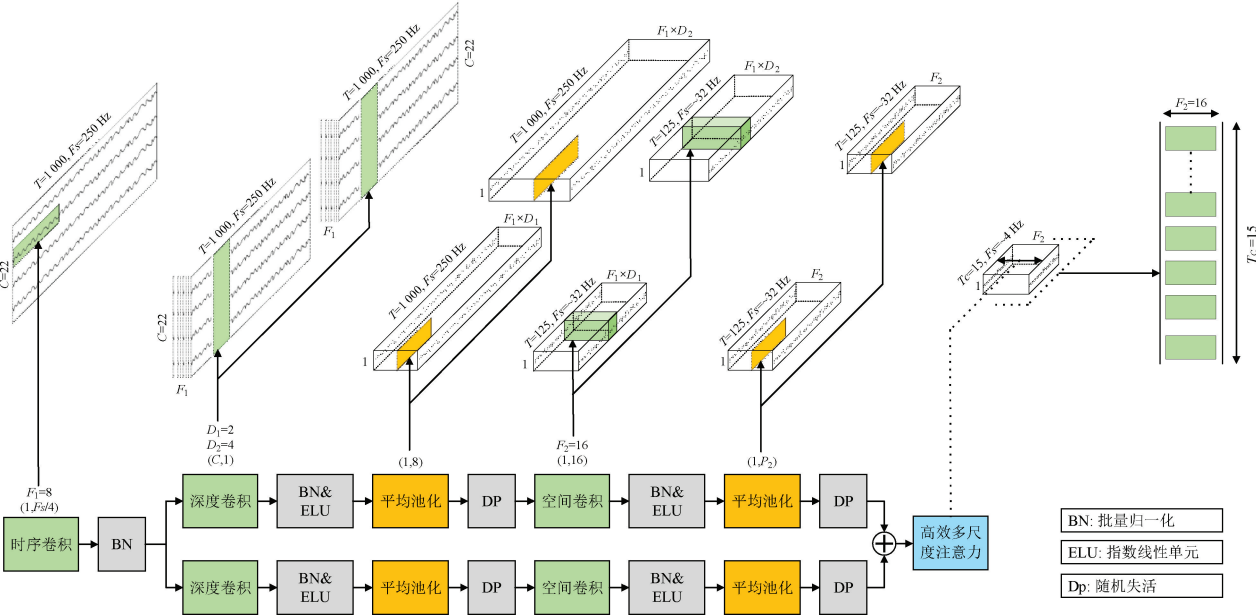 T=1 000, Fs=250 Hz
C=22
T=1 000, Fs=250 Hz
C=22
F1
T=1 000, Fs=250 Hz
C=22
F1
F1×D2
T=1 000, Fs=250 Hz
1
F1×D1
T=1 000, Fs=250 Hz
1
F1×D2
T=125, Fs=~32 Hz
1
F1×D1
T=125, Fs=~32 Hz
1
F2
T=125, Fs=~32 Hz
1
F2
T=125, Fs=~32 Hz
1
F2
TC=15, Fs=~4 Hz
1
F2=16
TC=15
F1=8
(1,Fs/4)
D1=2
D2=4
(C,1)
(1,8)
F2=16
(1,16)
(1,P2)
时序卷积
BN
深度卷积
BN&
ELU
平均池化
DP
空间卷积
BN&
ELU
平均池化
DP
深度卷积
BN&
ELU
平均池化
DP
空间卷积
BN&
ELU
平均池化
DP
高效多尺
度注意力
BN: 批量归一化
ELU: 指数线性单元
Dp: 随机失活